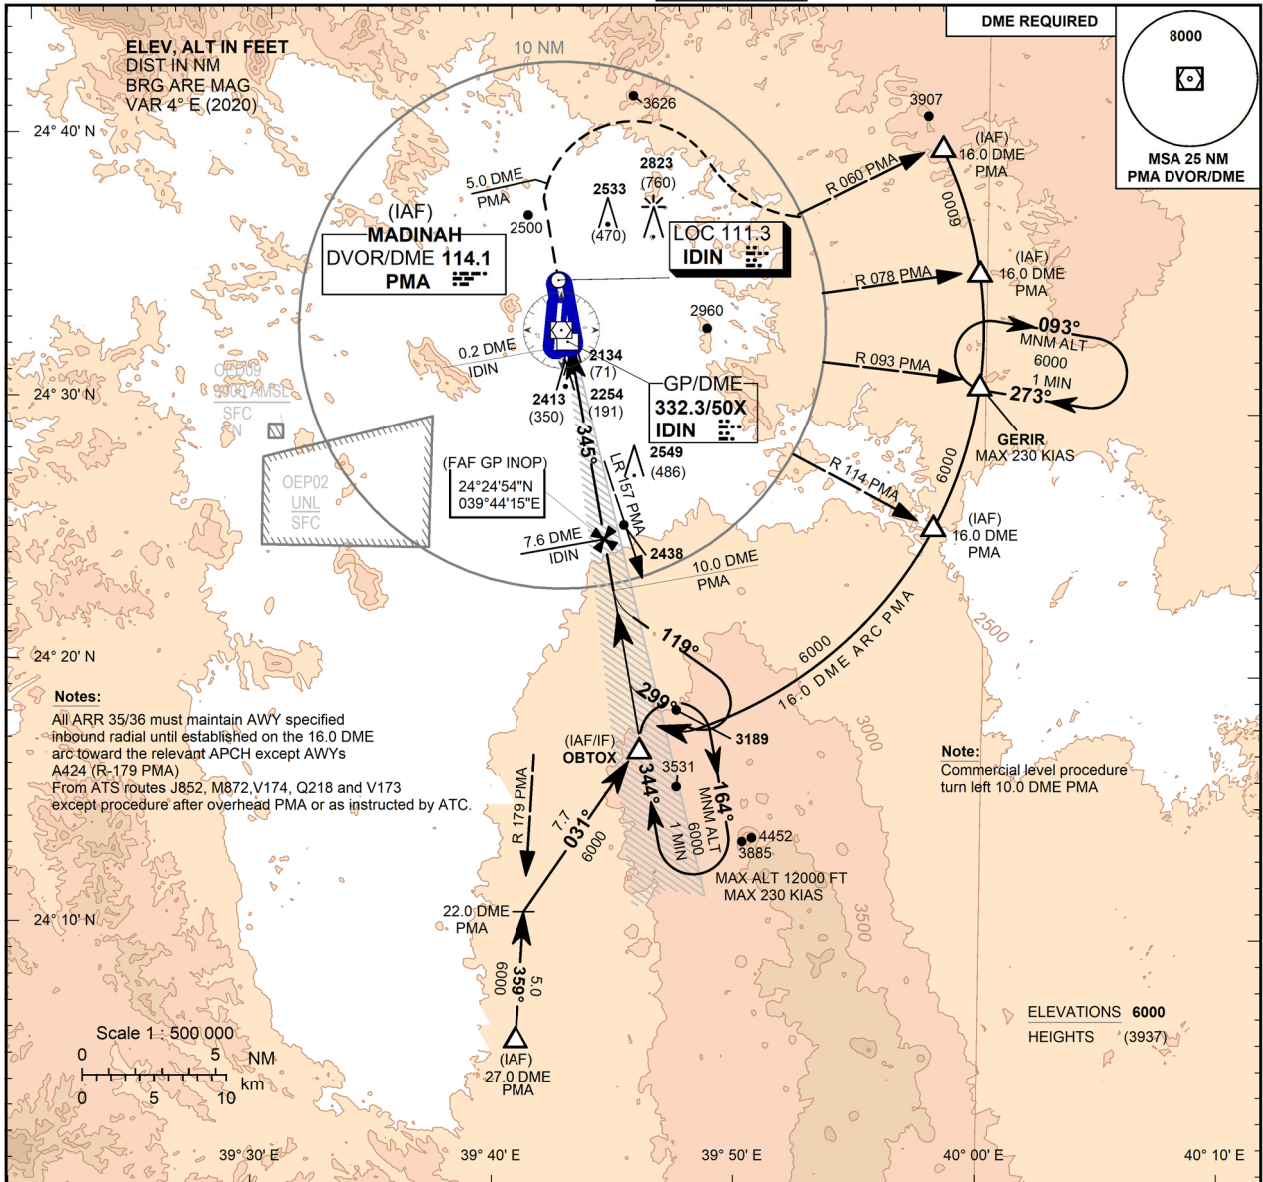 DME REQUIRED
8000
MSA 25 NM
PMA DVOR/DME
ELEV, ALT IN FEET
DIST IN NM
BRG ARE MAG
VAR 4° E (2020)
10 NM
3626
3907
24° 40' N
(IAF)
16.0 DME
PMA
R 060 PMA
6000
5.0 DME
PMA
2500
2533
(470)
2823
(760)
(IAF)
MADINAH
DVOR/DME 114.1
PMA
LOC 111.3
IDIN
(IAF)
16.0 DME
PMA
R 078 PMA
2960
093°
MNM ALT
6000
1 MIN
273°
R 093 PMA
0.2 DME
IDIN
2134
(71)
2413
(350)
2254
(191)
GP/DME
332.3/50X
IDIN
GERIR
MAX 230 KIAS
24° 30' N
SFC
OEP02
UNL
SFC
345°
2549
(486)
LR 157 PMA
(FAF GP INOP)
24°24'54"N
039°44'15"E
7.6 DME
IDIN
2438
10.0 DME
PMA
R 114 PMA
6000
(IAF)
16.0 DME
PMA
2500
24° 20' N
119°
299°
6000
16.0 DME ARC PMA
3189
3000
Notes:
All ARR 35/36 must maintain AWY specified
inbound radial until established on the 16.0 DME
arc toward the relevant APCH except AWYs
A424 (R-179 PMA)
From ATS routes J852, M872,V174, Q218 and V173
except procedure after overhead PMA or as instructed by ATC.
(IAF/IF)
OBTOX
3531
344°
164°
MNM ALT
6000
1 MIN
Note:
Commercial level procedure
turn left 10.0 DME PMA
R 179 PMA
7.7
031°
6000
4452
3885
MAX ALT 12000 FT
MAX 230 KIAS
3500
24° 10' N
22.0 DME
PMA
5.0
359°
6000
(IAF)
27.0 DME
PMA
Scale 1 : 500 000
0 5 NM
km
0 5 10
ELEVATIONS 6000
HEIGHTS (3937)
39° 30' E
39° 40' E
39° 50' E
40° 00' E
40° 10' E